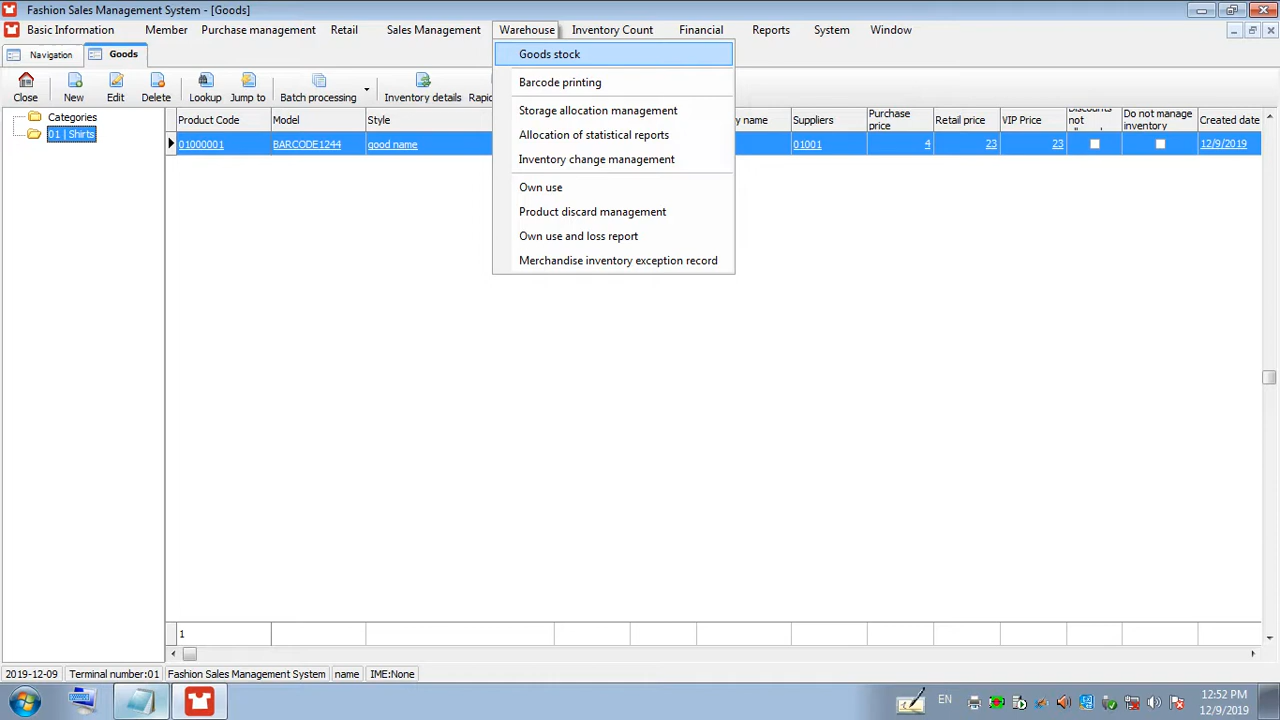 Fashion Sales Management System - [Goods]
Basic Information Member Purchase management Retail Sales Management Warehouse Inventory Count Financial Reports System Window
Navigation Goods
Close New Edit Delete Lookup Jump to Batch processing Inventory details
Goods stock
Barcode printing
Storage allocation management
Allocation of statistical reports
Inventory change management
Own use
Product discard management
Own use and loss report
Merchandise inventory exception record
Categories
01 | Shirts
Product Code Model Style Suppliers Purchase price Retail price VIP Price Discounts not Do not manage inventory Created date
01000001 BARCODE1244 good name 01001 4 23 23 12/9/2019
1
2019-12-09 Terminal number:01 Fashion Sales Management System name IME:None
EN 12:52 PM
12/9/2019